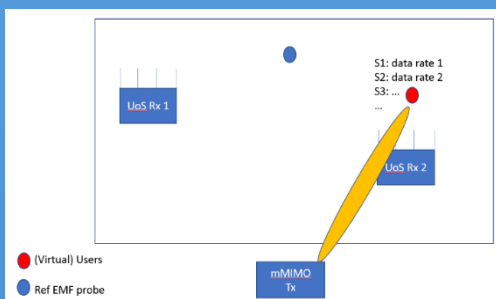 S1: data rate 1
S2: data rate 2
S3: ...
...
UoS Rx 1
UoS Rx 2
(Virtual) Users
mMIMO
Tx
Ref EMF probe